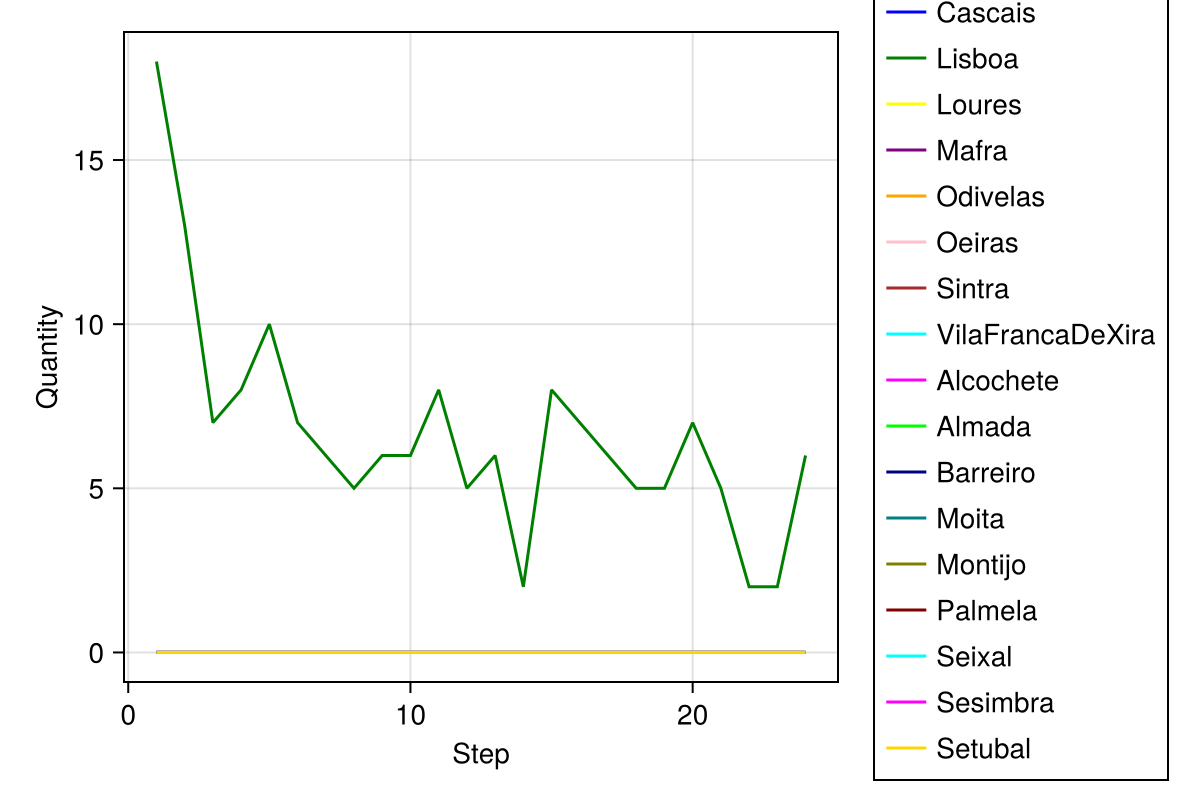 Cascais
Lisboa
Loures
Mafra
Odivelas
Oeiras
Sintra
VilaFrancaDeXira
Alcochete
Almada
Barreiro
Moita
Montijo
Palmela
Seixal
Sesimbra
Setubal
Quantity
15
10
5
0
0
10
20
Step